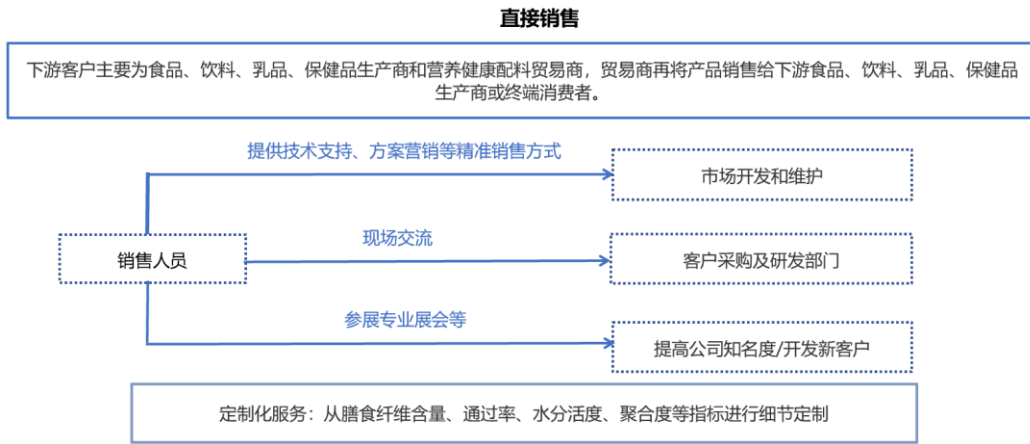 直接销售
下游客户主要为食品、饮料、乳品、保健品生产商和营养健康配料贸易商，贸易商再将产品销售给下游食品、饮料、乳品、保健品
生产商或终端消费者。
提供技术支持、方案营销等精准销售方式
市场开发和维护
现场交流
销售人员
客户采购及研发部门
参展专业展会等
提高公司知名度/开发新客户
定制化服务：从膳食纤维含量、通过率、水分活度、聚合度等指标进行细节定制